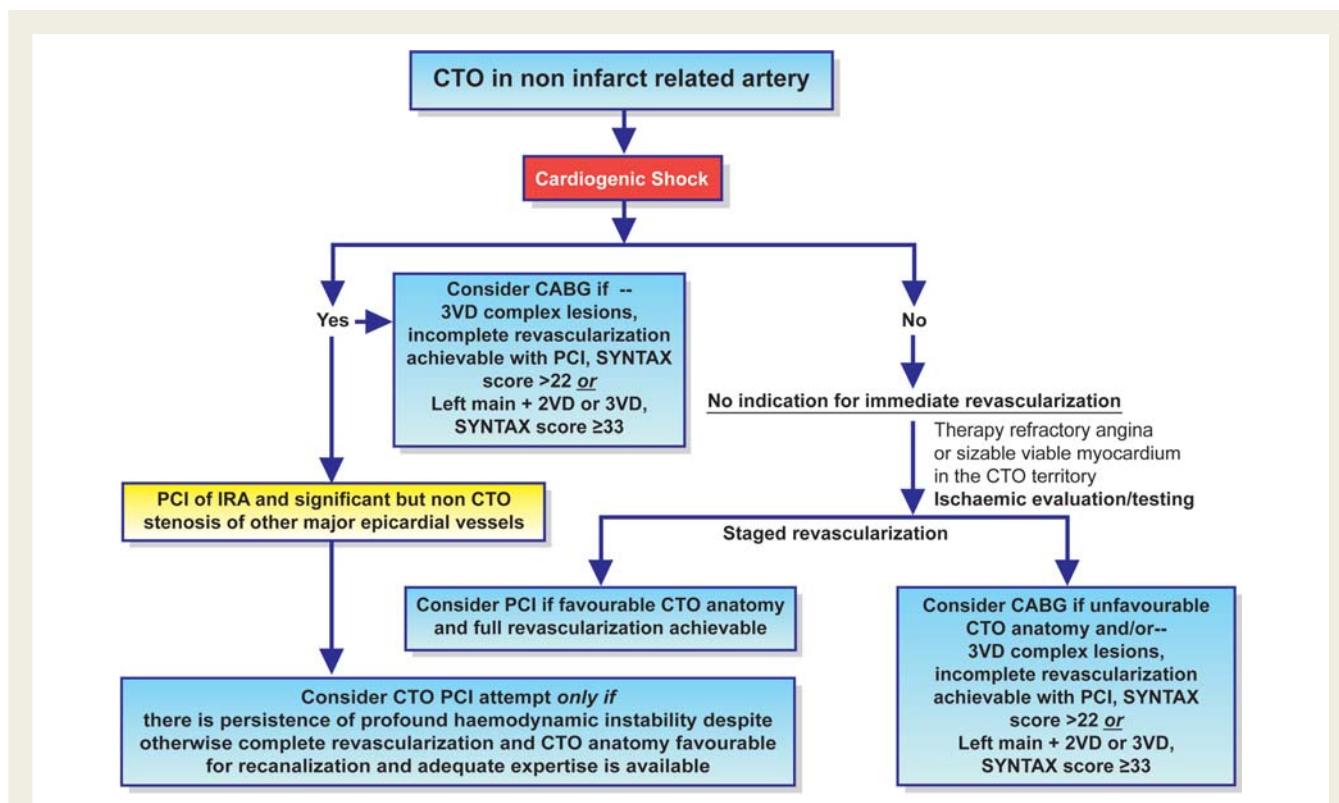 CTO in non infarct related artery
Cardiogenic Shock
Yes
Consider CABG if --
3VD complex lesions,
incomplete revascularization
achievable with PCI, SYNTAX
score >22 or
Left main + 2VD or 3VD,
SYNTAX score ≥33
No
No indication for immediate revascularization
Therapy refractory angina
or sizable viable myocardium
in the CTO territory
Ischaemic evaluation/testing
PCI of IRA and significant but non CTO
stenosis of other major epicardial vessels
Staged revascularization
Consider PCI if favourable CTO anatomy
and full revascularization achievable
Consider CABG if unfavourable
CTO anatomy and/or--
3VD complex lesions,
incomplete revascularization
achievable with PCI, SYNTAX
score >22 or
Left main + 2VD or 3VD,
SYNTAX score ≥33
Consider CTO PCI attempt only if
there is persistence of profound haemodynamic instability despite
otherwise complete revascularization and CTO anatomy favourable
for recanalization and adequate expertise is available